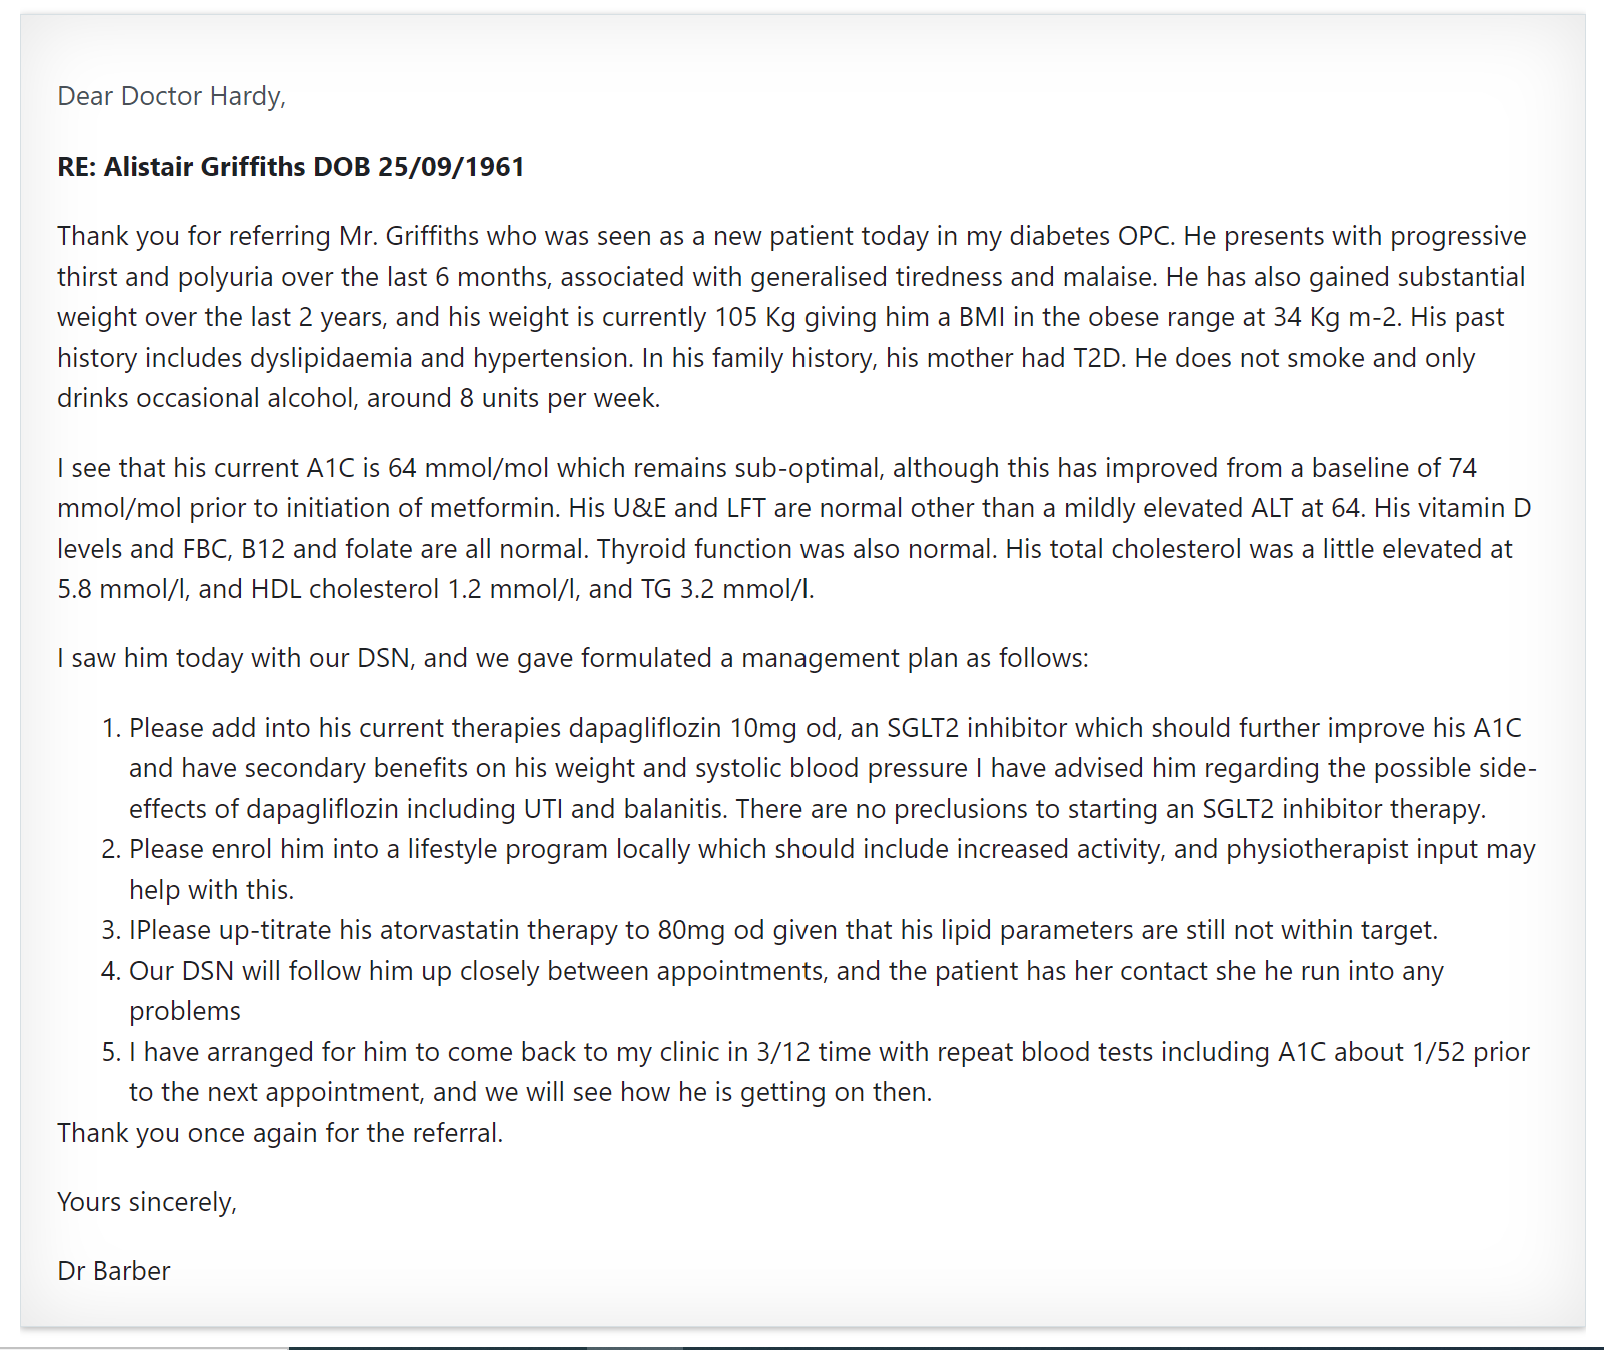 Dear Doctor Hardy,
RE: Alistair Griffiths DOB 25/09/1961
Thank you for referring Mr. Griffiths who was seen as a new patient today in my diabetes OPC. He presents with progressive
thirst and polyuria over the last 6 months, associated with generalised tiredness and malaise. He has also gained substantial
weight over the last 2 years, and his weight is currently 105 Kg giving him a BMI in the obese range at 34 Kg m-2. His past
history includes dyslipidaemia and hypertension. In his family history, his mother had T2D. He does not smoke and only
drinks occasional alcohol, around 8 units per week.
I see that his current A1C is 64 mmol/mol which remains sub-optimal, although this has improved from a baseline of 74
mmol/mol prior to initiation of metformin. His U&E and LFT are normal other than a mildly elevated ALT at 64. His vitamin D
levels and FBC, B12 and folate are all normal. Thyroid function was also normal. His total cholesterol was a little elevated at
5.8 mmol/l, and HDL cholesterol 1.2 mmol/l, and TG 3.2 mmol/l.
I saw him today with our DSN, and we gave formulated a management plan as follows:
1. Please add into his current therapies dapagliflozin 10mg od, an SGLT2 inhibitor which should further improve his A1C
and have secondary benefits on his weight and systolic blood pressure I have advised him regarding the possible side-
effects of dapagliflozin including UTI and balanitis. There are no preclusions to starting an SGLT2 inhibitor therapy.
2. Please enrol him into a lifestyle program locally which should include increased activity, and physiotherapist input may
help with this.
3. IPlease up-titrate his atorvastatin therapy to 80mg od given that his lipid parameters are still not within target.
4. Our DSN will follow him up closely between appointments, and the patient has her contact she he run into any
problems
5. I have arranged for him to come back to my clinic in 3/12 time with repeat blood tests including A1C about 1/52 prior
to the next appointment, and we will see how he is getting on then.
Thank you once again for the referral.
Yours sincerely,
Dr Barber